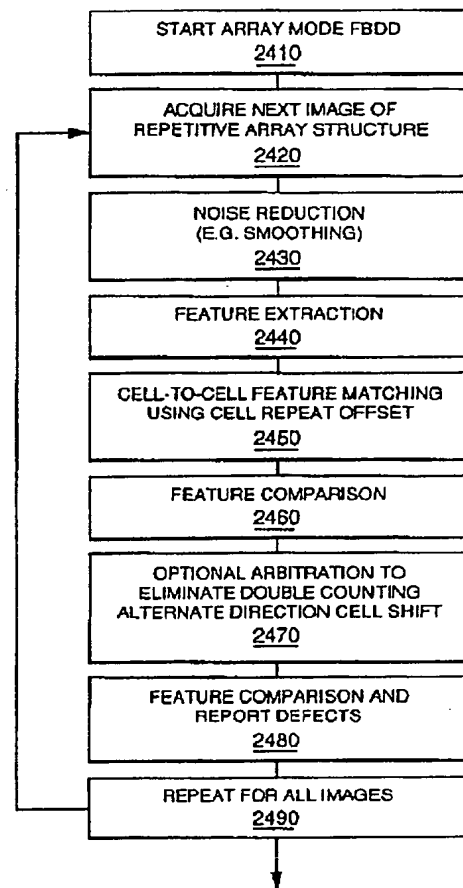 START ARRAY MODE FBDD
2410
ACQUIRE NEXT IMAGE OF
REPETITIVE ARRAY STRUCTURE
2420
NOISE REDUCTION
(E.G. SMOOTHING)
2430
FEATURE EXTRACTION
2440
CELL-TO-CELL FEATURE MATCHING
USING CELL REPEAT OFFSET
2450
FEATURE COMPARISON
2460
OPTIONAL ARBITRATION TO
ELIMINATE DOUBLE COUNTING
ALTERNATE DIRECTION CELL SHIFT
2470
FEATURE COMPARISON AND
REPORT DEFECTS
2480
REPEAT FOR ALL IMAGES
2490